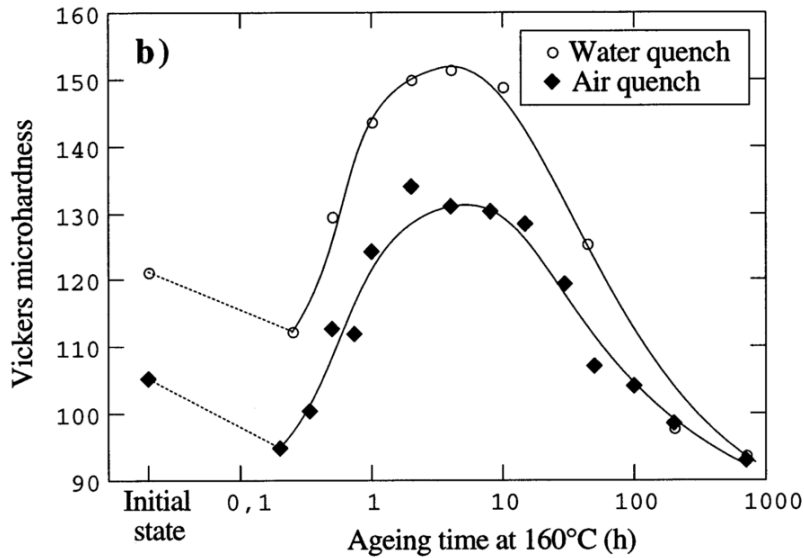 b)
Water quench
Air quench
Vickers microhardness
160
150
140
130
120
110
100
90
Initial state
0,1
1
10
100
1000
Ageing time at 160°C (h)